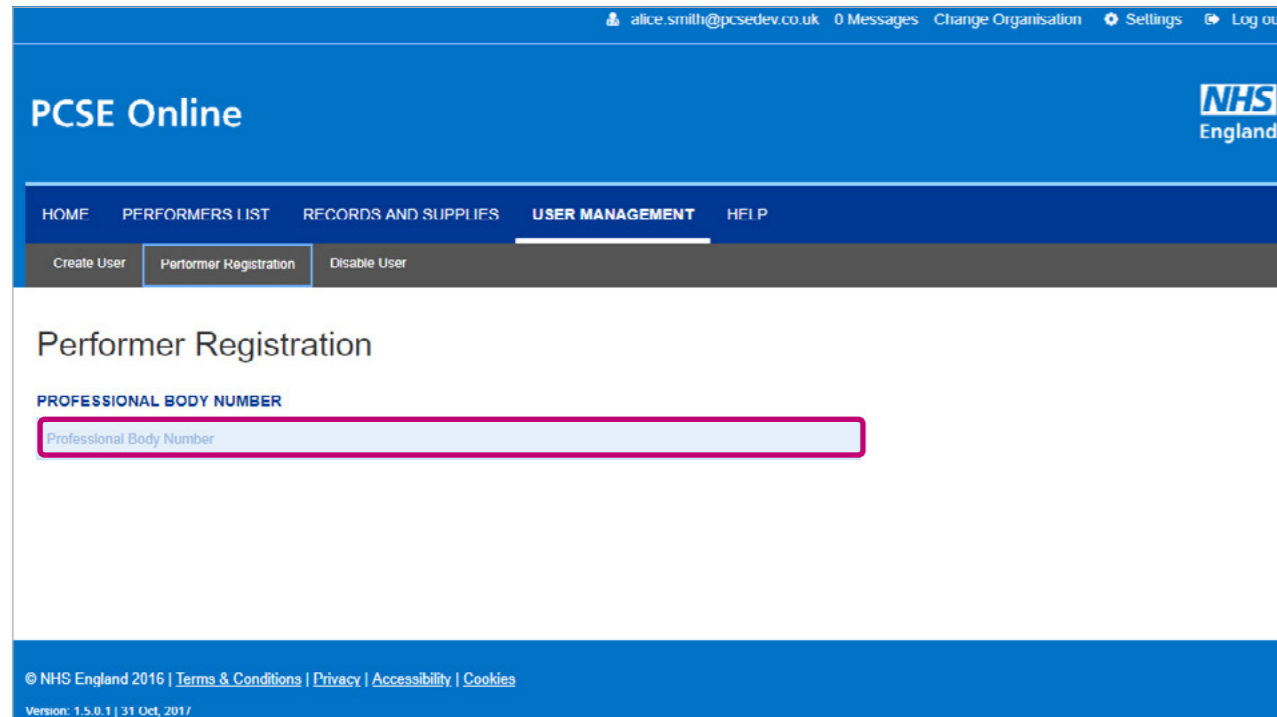 alice.smith@pcsedev.co.uk 0 Messages Change Organisation Settings Log ou
PCSE Online
NHS
England
HOME PERFORMERS LIST RECORDS AND SUPPLIES USER MANAGEMENT HELP
Create User Performer Registration Disable User
Performer Registration
PROFESSIONAL BODY NUMBER
Professional Body Number
© NHS England 2016 | Terms & Conditions | Privacy | Accessibility | Cookies
Version: 1.5.0.1 | 31 Oct, 2017